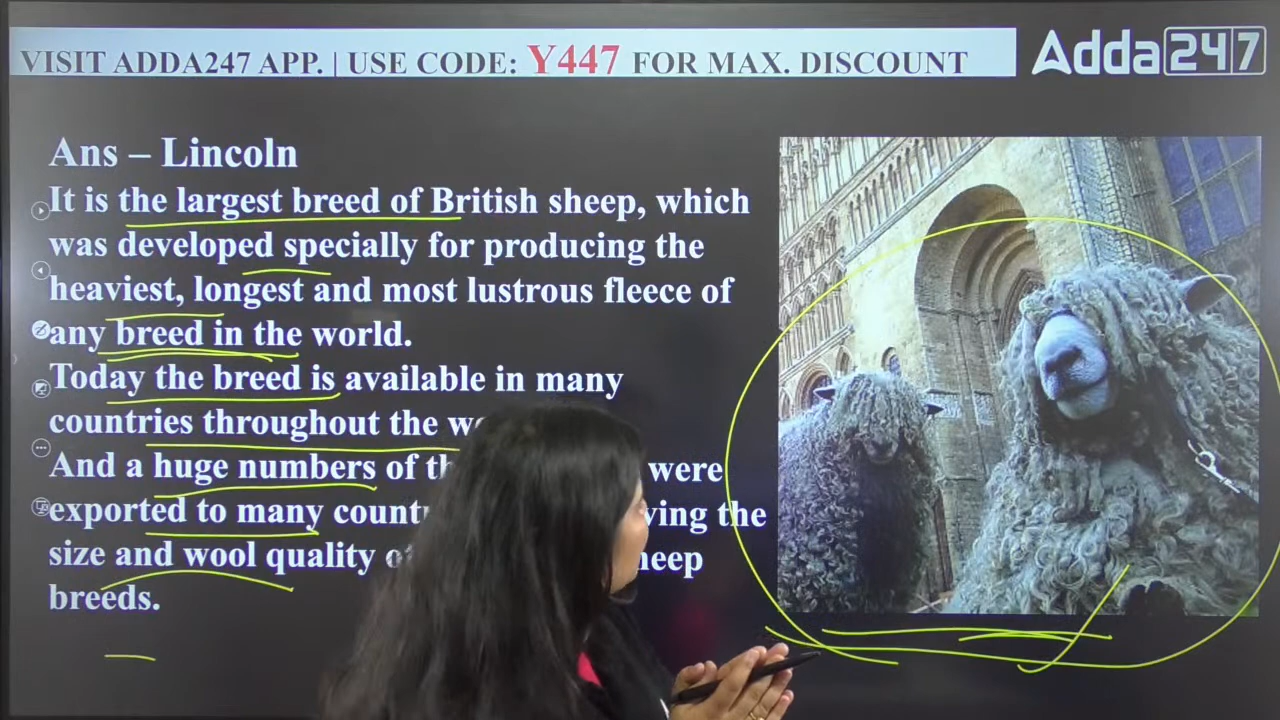 VISIT ADDA247 APP. | USE CODE: Y447 FOR MAX. DISCOUNT
Adda247
Ans – Lincoln
It is the largest breed of British sheep, which
was developed specially for producing the
heaviest, longest and most lustrous fleece of
any breed in the world.
Today the breed is available in many
countries throughout the
And a huge numbers of were
exported to many the
size and wool quality
breeds.